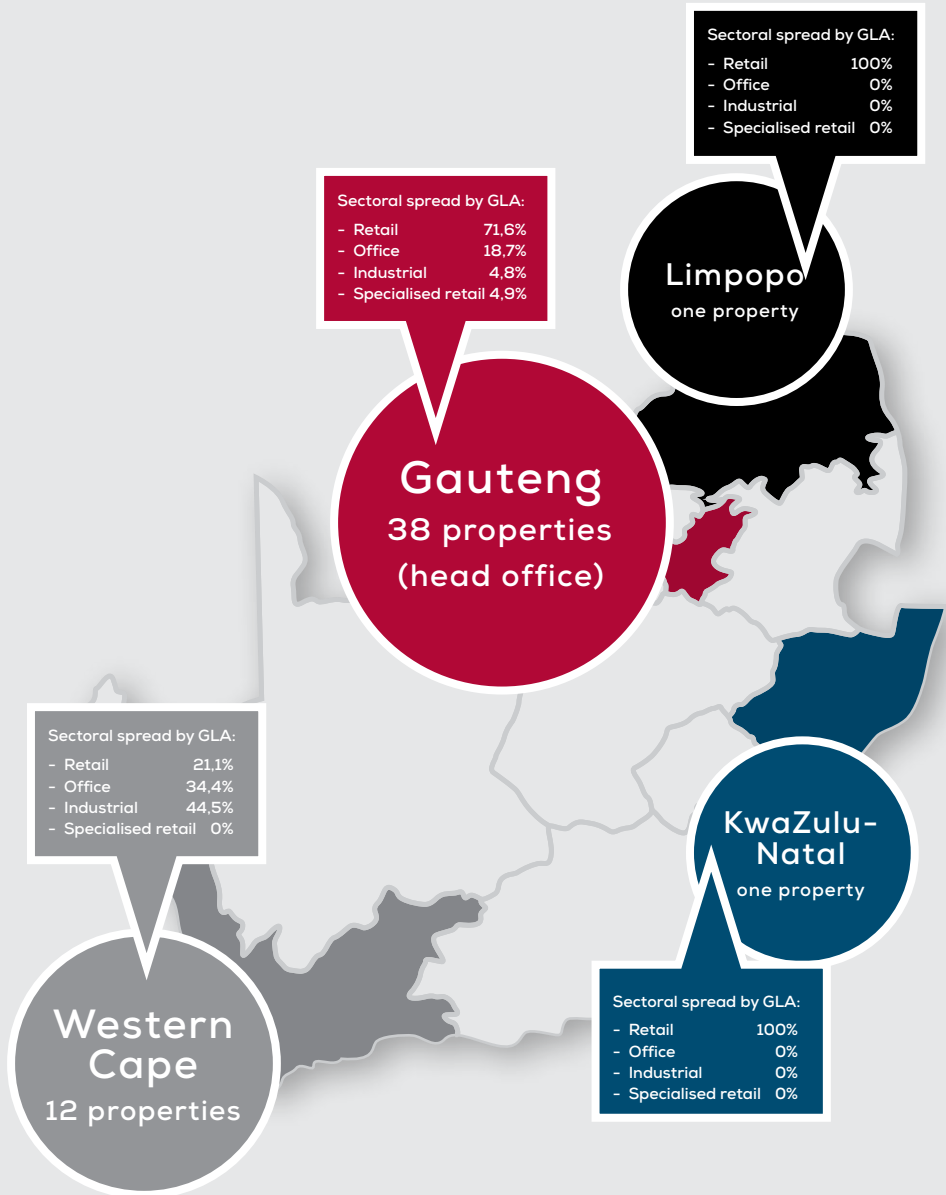 Sectoral spread by GLA:
- Retail 100%
- Office 0%
- Industrial 0%
- Specialised retail 0%
Limpopo
one property
Sectoral spread by GLA:
- Retail 71,6%
- Office 18,7%
- Industrial 4,8%
- Specialised retail 4,9%
Gauteng
38 properties
(head office)
Sectoral spread by GLA:
- Retail 21,1%
- Office 34,4%
- Industrial 44,5%
- Specialised retail 0%
Western
Cape
12 properties
KwaZulu-
Natal
one property
Sectoral spread by GLA:
- Retail 100%
- Office 0%
- Industrial 0%
- Specialised retail 0%